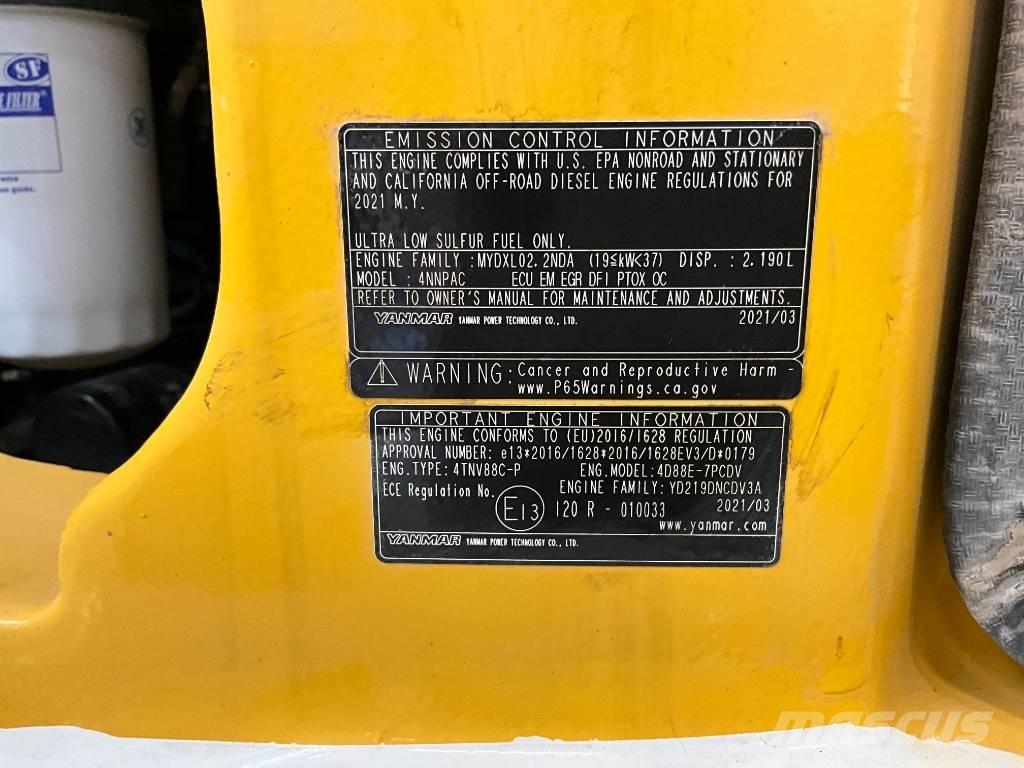 SF
FILTER®
EMISSION CONTROL INFORMATION
THIS ENGINE COMPLIES WITH U.S. EPA NONROAD AND STATIONARY
AND CALIFORNIA OFF-ROAD DIESEL ENGINE REGULATIONS FOR
2021 M.Y.
ULTRA LOW SULFUR FUEL ONLY.
ENGINE FAMILY : MYDXL02.2NDA (19≤kW<37) DISP. : 2.190L
MODEL : 4NNPAC ECU EM EGR DFI PTOX OC
REFER TO OWNER'S MANUAL FOR MAINTENANCE AND ADJUSTMENTS.
YANMAR YANMAR POWER TECHNOLOGY CO., LTD. 2021/03
WARNING: Cancer and Reproductive Harm -
www.P65Warnings.ca.gov
IMPORTANT ENGINE INFORMATION
THIS ENGINE CONFORMS TO (EU)2016/1628 REGULATION
APPROVAL NUMBER: e13*2016/1628*2016/1628EV3/D*0179
ENG.TYPE: 4TNV88C-P ENG.MODEL: 4D88E-7PCDV
ECE Regulation No. ENGINE FAMILY: YD219DNCDV3A
E13 120 R - 010033 2021/03
www.yanmar.com
YANMAR YANMAR POWER TECHNOLOGY CO., LTD.
mascus